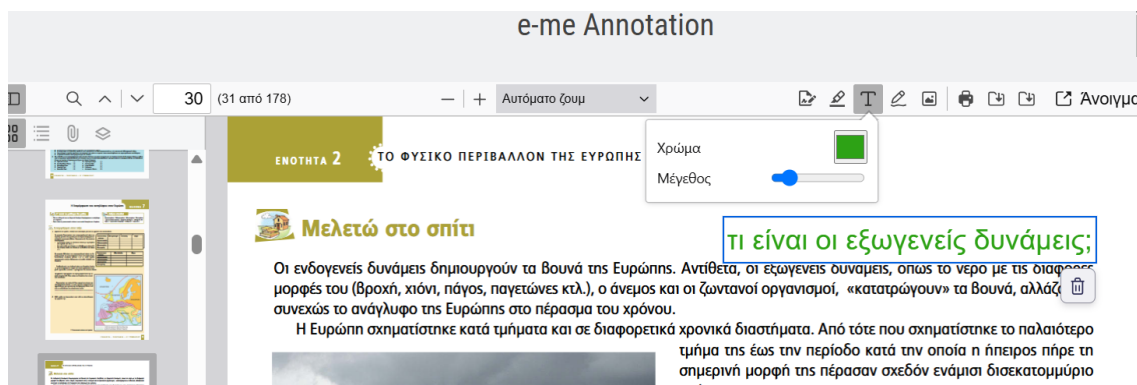 e-me Annotation
30 (31 από 178)
Αυτόματο ζουμ
Άνοιγμα
ΕΝΟΤΗΤΑ 2 ΤΟ ΦΥΣΙΚΟ ΠΕΡΙΒΑΛΛΟΝ ΤΗΣ ΕΥΡΩΠΗΣ
Χρώμα
Μέγεθος
Μελετώ στο σπίτι
τι είναι οι εξωγενείς δυνάμεις;
Οι ενδογενείς δυνάμεις δημιουργούν τα βουνά της Ευρώπης. Αντίθετα, οι εξωγενείς δυνάμεις, όπως το νερό με τις διάφορες
μορφές του (βροχή, χιόνι, πάγος, παγετώνες κτλ.), ο άνεμος και οι ζωντανοί οργανισμοί, «κατατρώγουν» τα βουνά, αλλάζ
συνεχώς το ανάγλυφο της Ευρώπης στο πέρασμα του χρόνου.
Η Ευρώπη σχηματίστηκε κατά τμήματα και σε διαφορετικά χρονικά διαστήματα. Από τότε που σχηματίστηκε το παλαιότερο
τμήμα της έως την περίοδο κατά την οποία η ήπειρος πήρε τη
σημερινή μορφή της πέρασαν σχεδόν ενάμισι δισεκατομμύριο